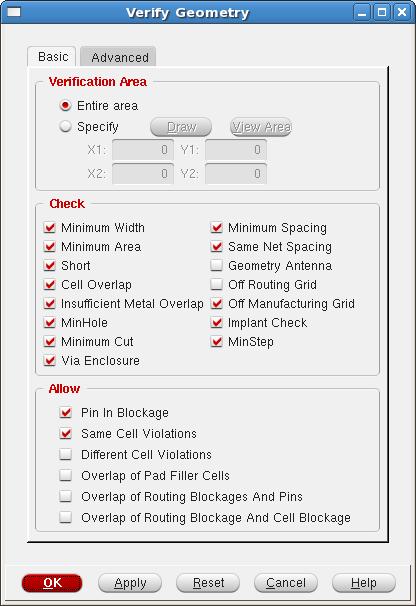 Verify Geometry
Basic Advanced
Verification Area
Entire area
Specify Draw View Area
X1: 0 Y1: 0
X2: 0 Y2: 0
Check
Minimum Width Minimum Spacing
Minimum Area Same Net Spacing
Short Geometry Antenna
Cell Overlap Off Routing Grid
Insufficient Metal Overlap Off Manufacturing Grid
MinHole Implant Check
Minimum Cut MinStep
Via Enclosure
Allow
Pin In Blockage
Same Cell Violations
Different Cell Violations
Overlap of Pad Filler Cells
Overlap of Routing Blockages And Pins
Overlap of Routing Blockage And Cell Blockage
OK Apply Reset Cancel Help